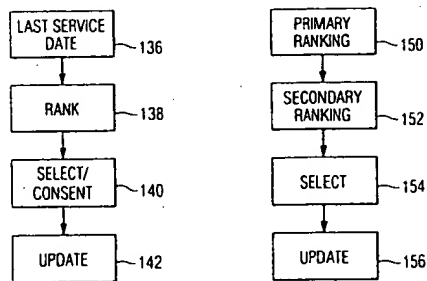 LAST SERVICE
DATE
136
RANK
138
SELECT/
CONSENT
140
UPDATE
142
PRIMARY
RANKING
150
SECONDARY
RANKING
152
SELECT
154
UPDATE
156